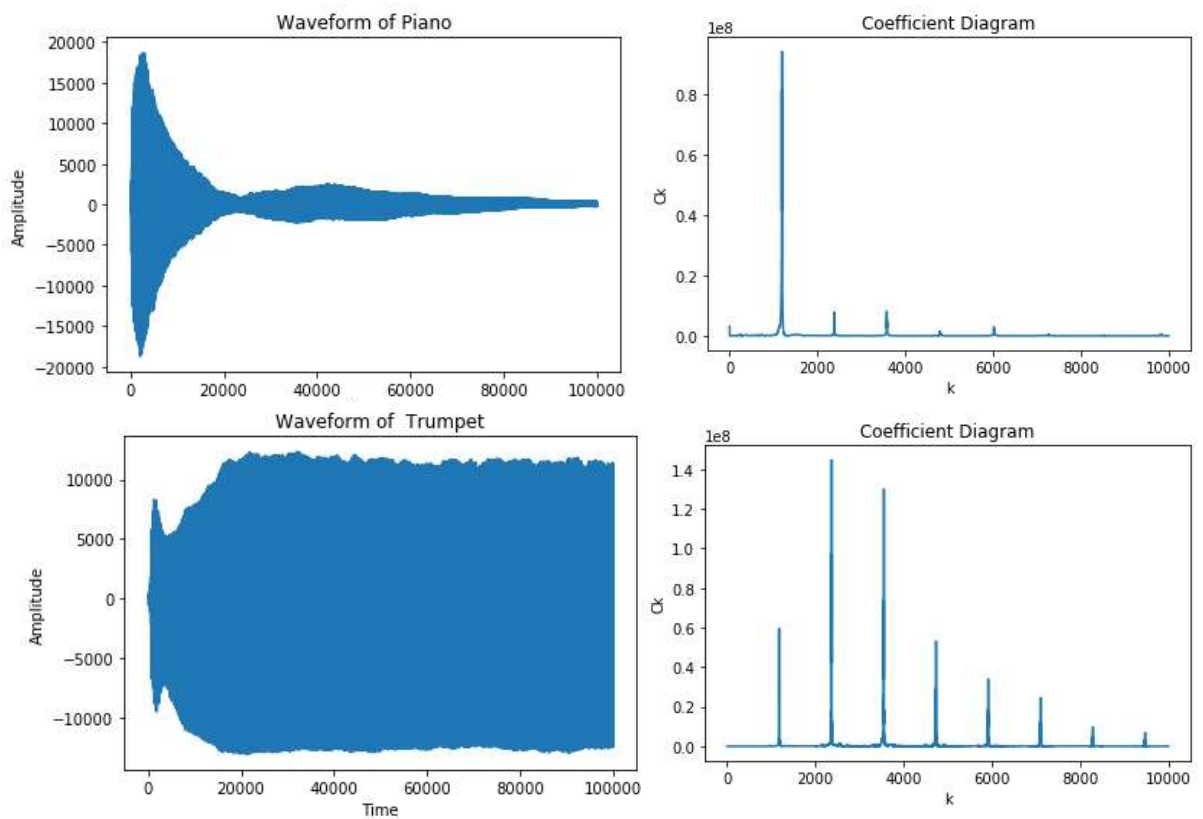 Waveform of Piano
20000
15000
10000
5000
0
−5000
−10000
−15000
−20000
Amplitude
0 20000 40000 60000 80000 100000
Coefficient Diagram
1e8
0.8
0.6
0.4
0.2
0.0
Ck
0 2000 4000 6000 8000 10000
k
Waveform of  Trumpet
10000
5000
0
−5000
−10000
Amplitude
0 20000 40000 60000 80000 100000
Time
Coefficient Diagram
1e8
1.4
1.2
1.0
0.8
0.6
0.4
0.2
0.0
Ck
0 2000 4000 6000 8000 10000
k